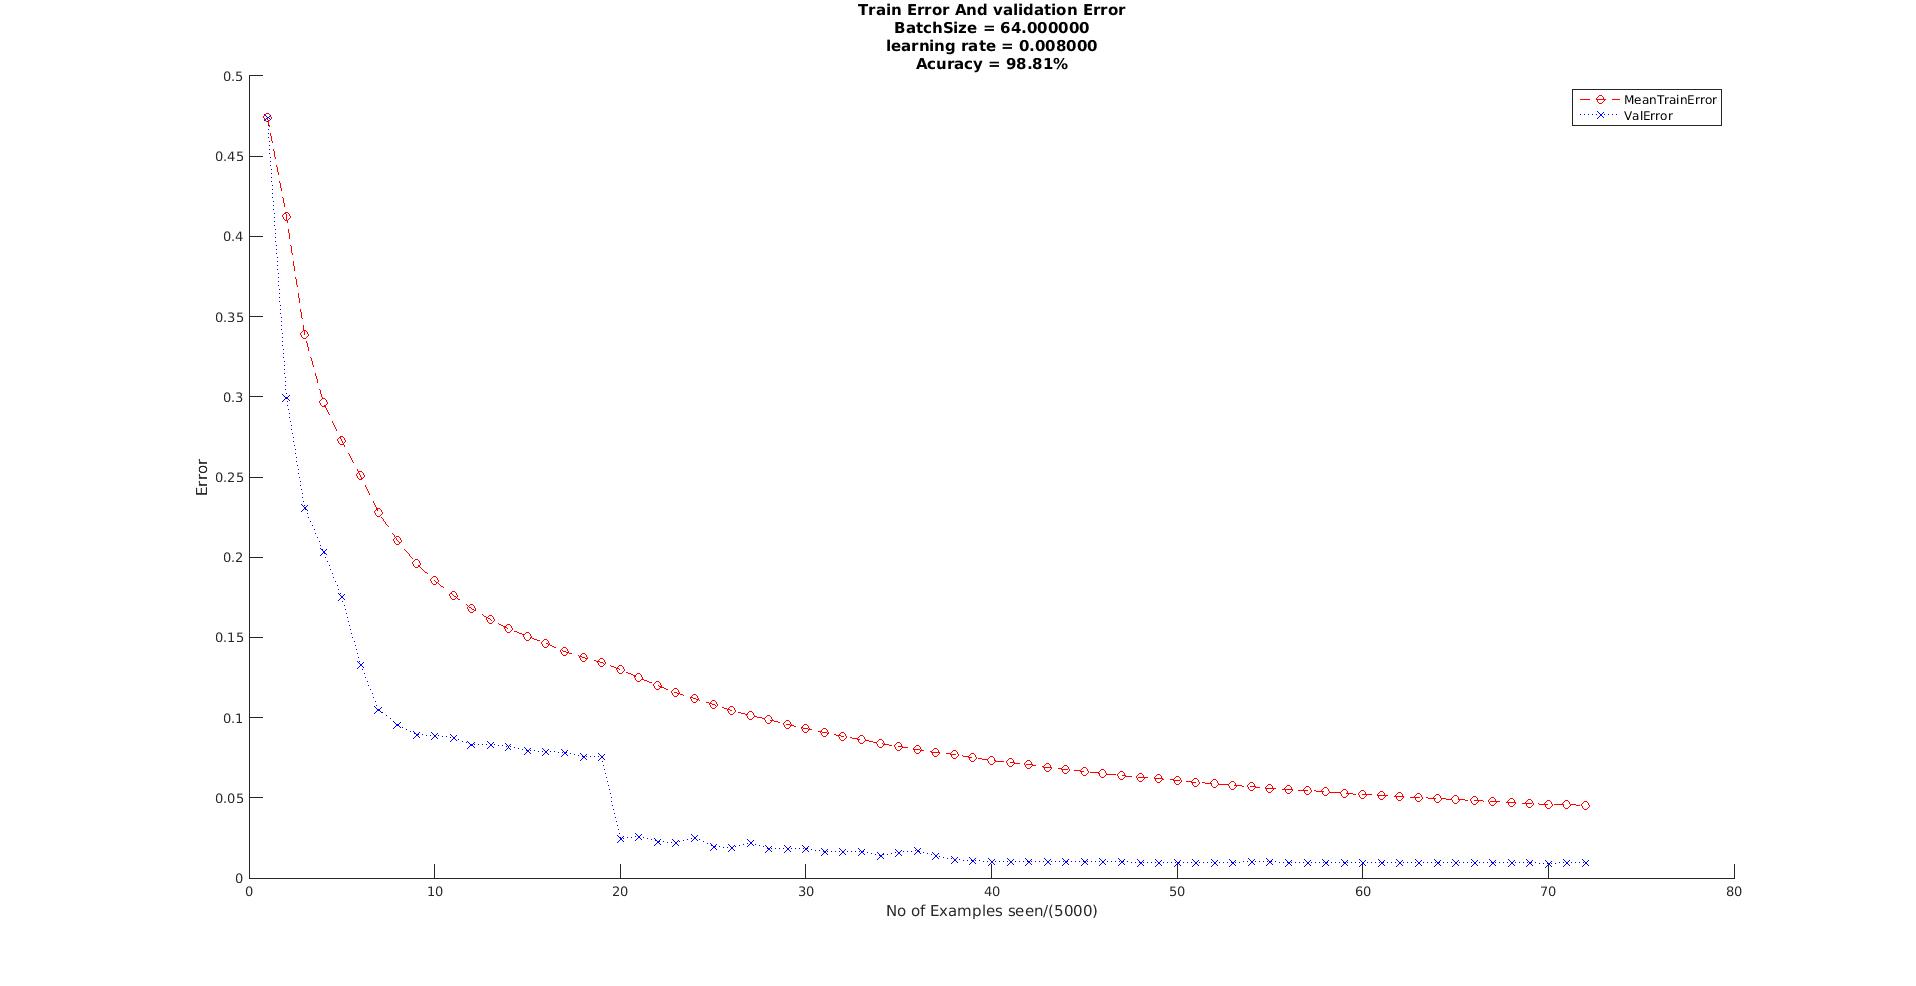 Train Error And validation Error
BatchSize = 64.000000
learning rate = 0.008000
Acuracy = 98.81%
MeanTrainError
ValError
0.5
0.45
0.4
0.35
0.3
0.25
0.2
0.15
0.1
0.05
0
Error
0 10 20 30 40 50 60 70 80
No of Examples seen/(5000)